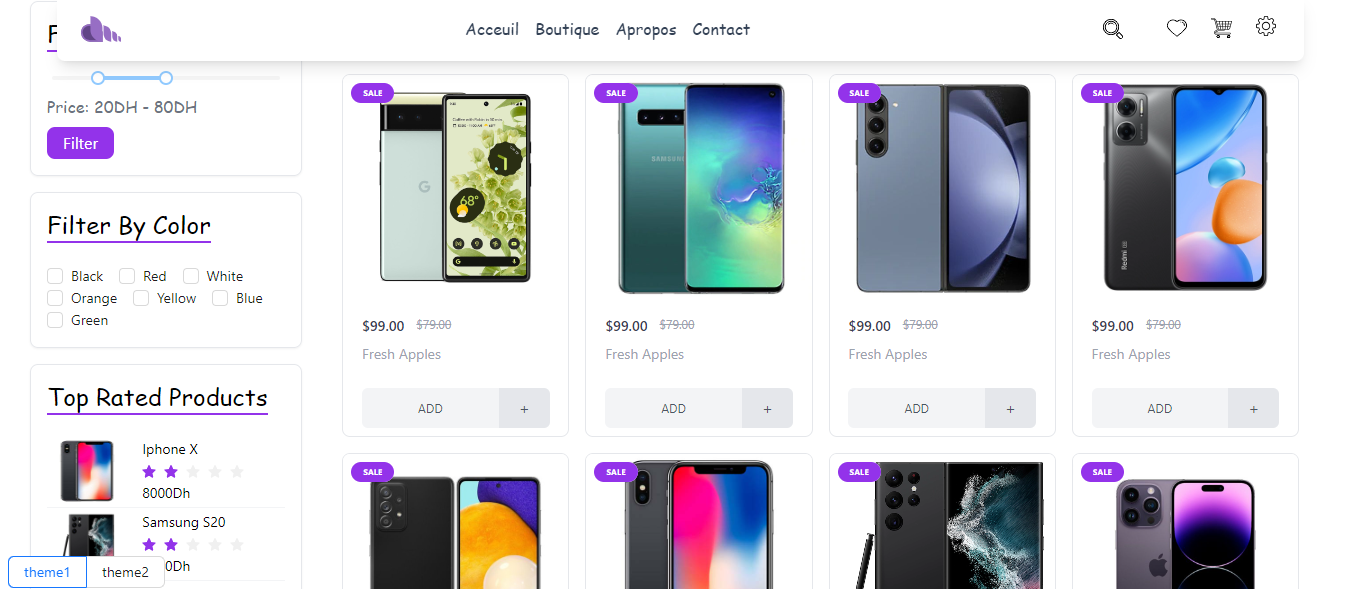 Acceuil Boutique Apropos Contact
Price: 20DH - 80DH
Filter
Filter By Color
Black Red White
Orange Yellow Blue
Green
Top Rated Products
Iphone X
8000Dh
Samsung S20
theme1 theme2
SALE SALE SALE SALE
SAMSUNG
Redmi
68°
$99.00 $79.00 $99.00 $79.00 $99.00 $79.00 $99.00 $79.00
Fresh Apples Fresh Apples Fresh Apples Fresh Apples
ADD + ADD + ADD + ADD +
SALE SALE SALE SALE